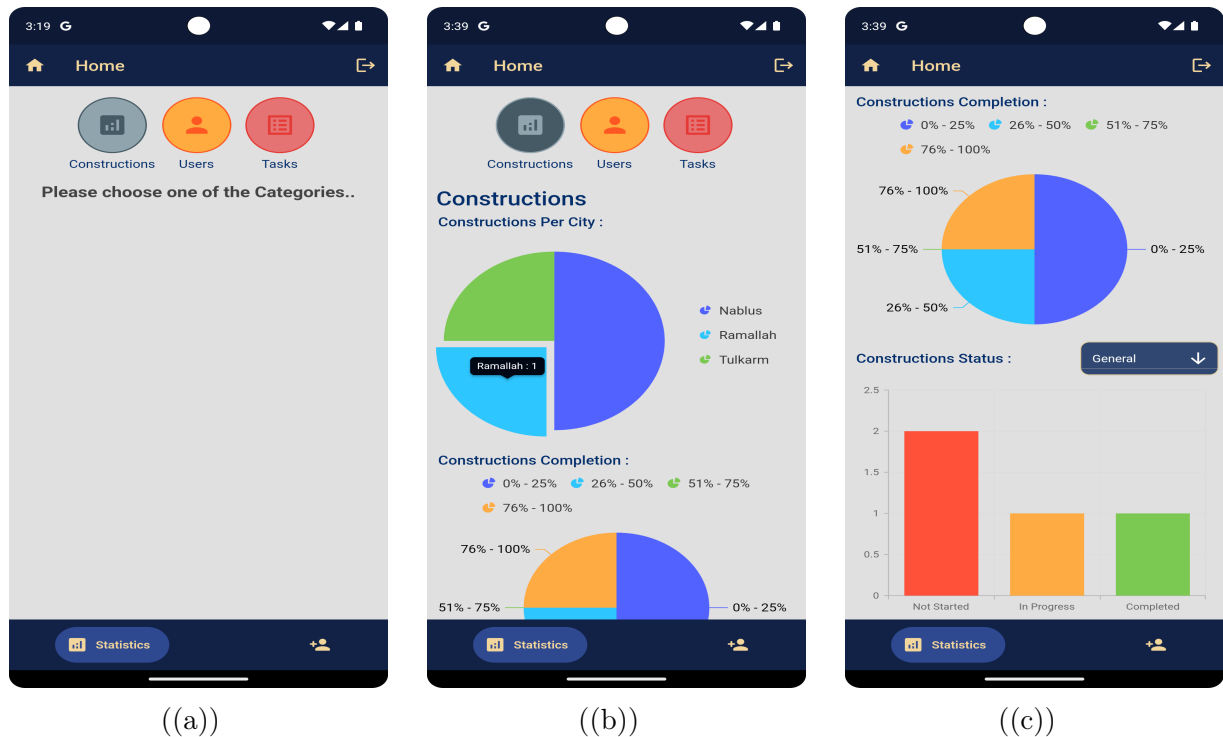 3:19 G
Home
Constructions Users Tasks
Please choose one of the Categories..
Statistics
((a))
3:39 G
Home
Constructions Users Tasks
Constructions
Constructions Per City :
Nablus
Ramallah
Tulkarm
Ramallah : 1
Constructions Completion :
0% - 25% 26% - 50% 51% - 75%
76% - 100%
76% - 100%
51% - 75% 0% - 25%
Statistics
((b))
3:39 G
Home
Constructions Completion :
0% - 25% 26% - 50% 51% - 75%
76% - 100%
76% - 100%
51% - 75% 0% - 25%
26% - 50%
Constructions Status : General
2.5
2
1.5
1
0.5
0
Not Started In Progress Completed
Statistics
((c))